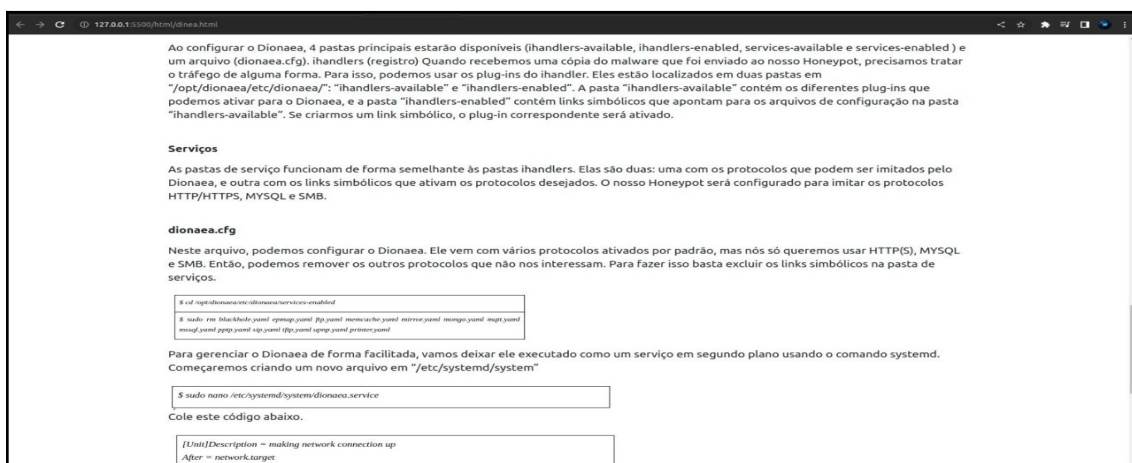 127.0.0.1:5500/html/dinea.html
Ao configurar o Dionaea, 4 pastas principais estarão disponíveis (ihandlers-available, ihandlers-enabled, services-available e services-enabled ) e
um arquivo (dionaea.cfg). ihandlers (registro) Quando recebemos uma cópia do malware que foi enviado ao nosso Honeypot, precisamos tratar
o tráfego de alguma forma. Para isso, podemos usar os plug-ins do ihandler. Eles estão localizados em duas pastas em
“/opt/dionaea/etc/dionaea/”: “ihandlers-available” e “ihandlers-enabled”. A pasta “ihandlers-available” contém os diferentes plug-ins que
podemos ativar para o Dionaea, e a pasta “ihandlers-enabled” contém links simbólicos que apontam para os arquivos de configuração na pasta
“ihandlers-available”. Se criarmos um link simbólico, o plug-in correspondente será ativado.
Serviços
As pastas de serviço funcionam de forma semelhante às pastas ihandlers. Elas são duas: uma com os protocolos que podem ser imitados pelo
Dionaea, e outra com os links simbólicos que ativam os protocolos desejados. O nosso Honeypot será configurado para imitar os protocolos
HTTP/HTTPS, MYSQL e SMB.
dionaea.cfg
Neste arquivo, podemos configurar o Dionaea. Ele vem com vários protocolos ativados por padrão, mas nós só queremos usar HTTP(S), MYSQL
e SMB. Então, podemos remover os outros protocolos que não nos interessam. Para fazer isso basta excluir os links simbólicos na pasta de
serviços.
$ cd /opt/dionaea/etc/dionaea/services-enabled
$ sudo rm blackhole.yaml epmap.yaml ftp.yaml memcache.yaml mirror.yaml mongo.yaml mqtt.yaml
mssql.yaml pptp.yaml sip.yaml tftp.yaml upnp.yaml printer.yaml
Para gerenciar o Dionaea de forma facilitada, vamos deixar ele executado como um serviço em segundo plano usando o comando systemd.
Começaremos criando um novo arquivo em “/etc/systemd/system”
$ sudo nano /etc/systemd/system/dionaea.service
Cole este código abaixo.
[Unit]Description = making network connection up
After = network.target